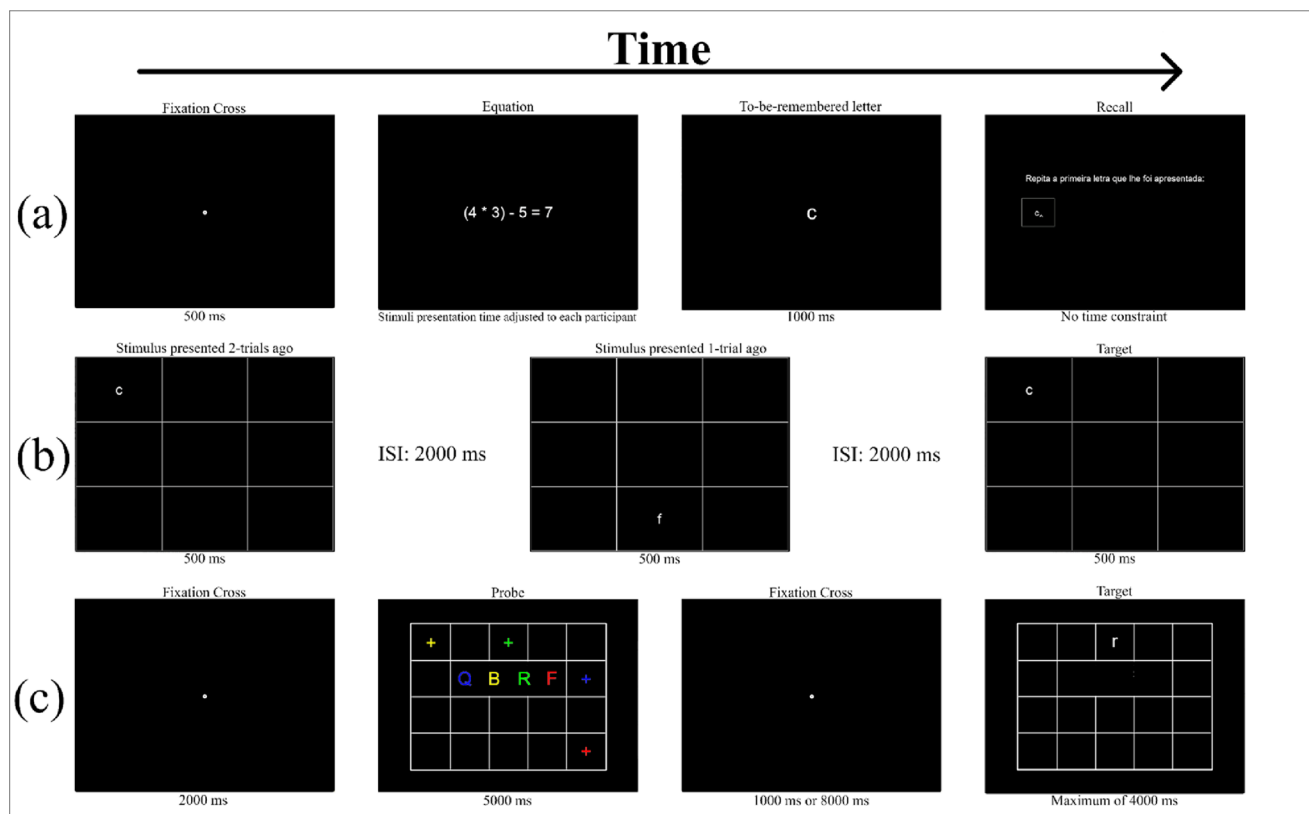 Time
Fixation Cross
Equation
To-be-remembered letter
Recall
(a)
(4 * 3) - 5 = 7
c
Repita a primeira letra que lhe foi apresentada:
500 ms
Stimuli presentation time adjusted to each participant
1000 ms
No time constraint
Stimulus presented 2-trials ago
Stimulus presented 1-trial ago
Target
(b)
c
ISI: 2000 ms
f
ISI: 2000 ms
c
500 ms
500 ms
500 ms
Fixation Cross
Probe
Fixation Cross
Target
(c)
+ +
Q B R F +
+
r
2000 ms
5000 ms
1000 ms or 8000 ms
Maximum of 4000 ms